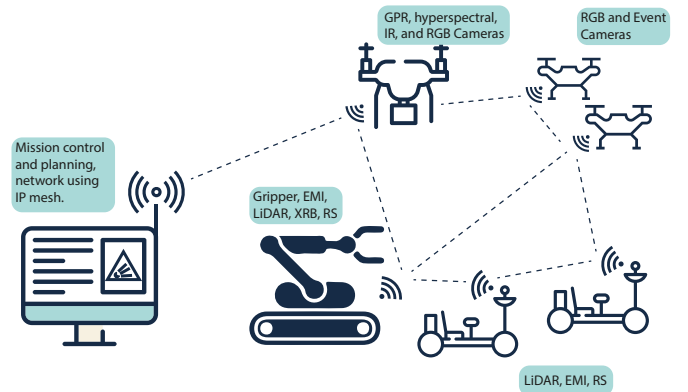 GPR, hyperspectral,
IR, and RGB Cameras
RGB and Event
Cameras
Mission control
and planning,
network using
IP mesh.
Gripper, EMI,
LiDAR, XRB, RS
LiDAR, EMI, RS